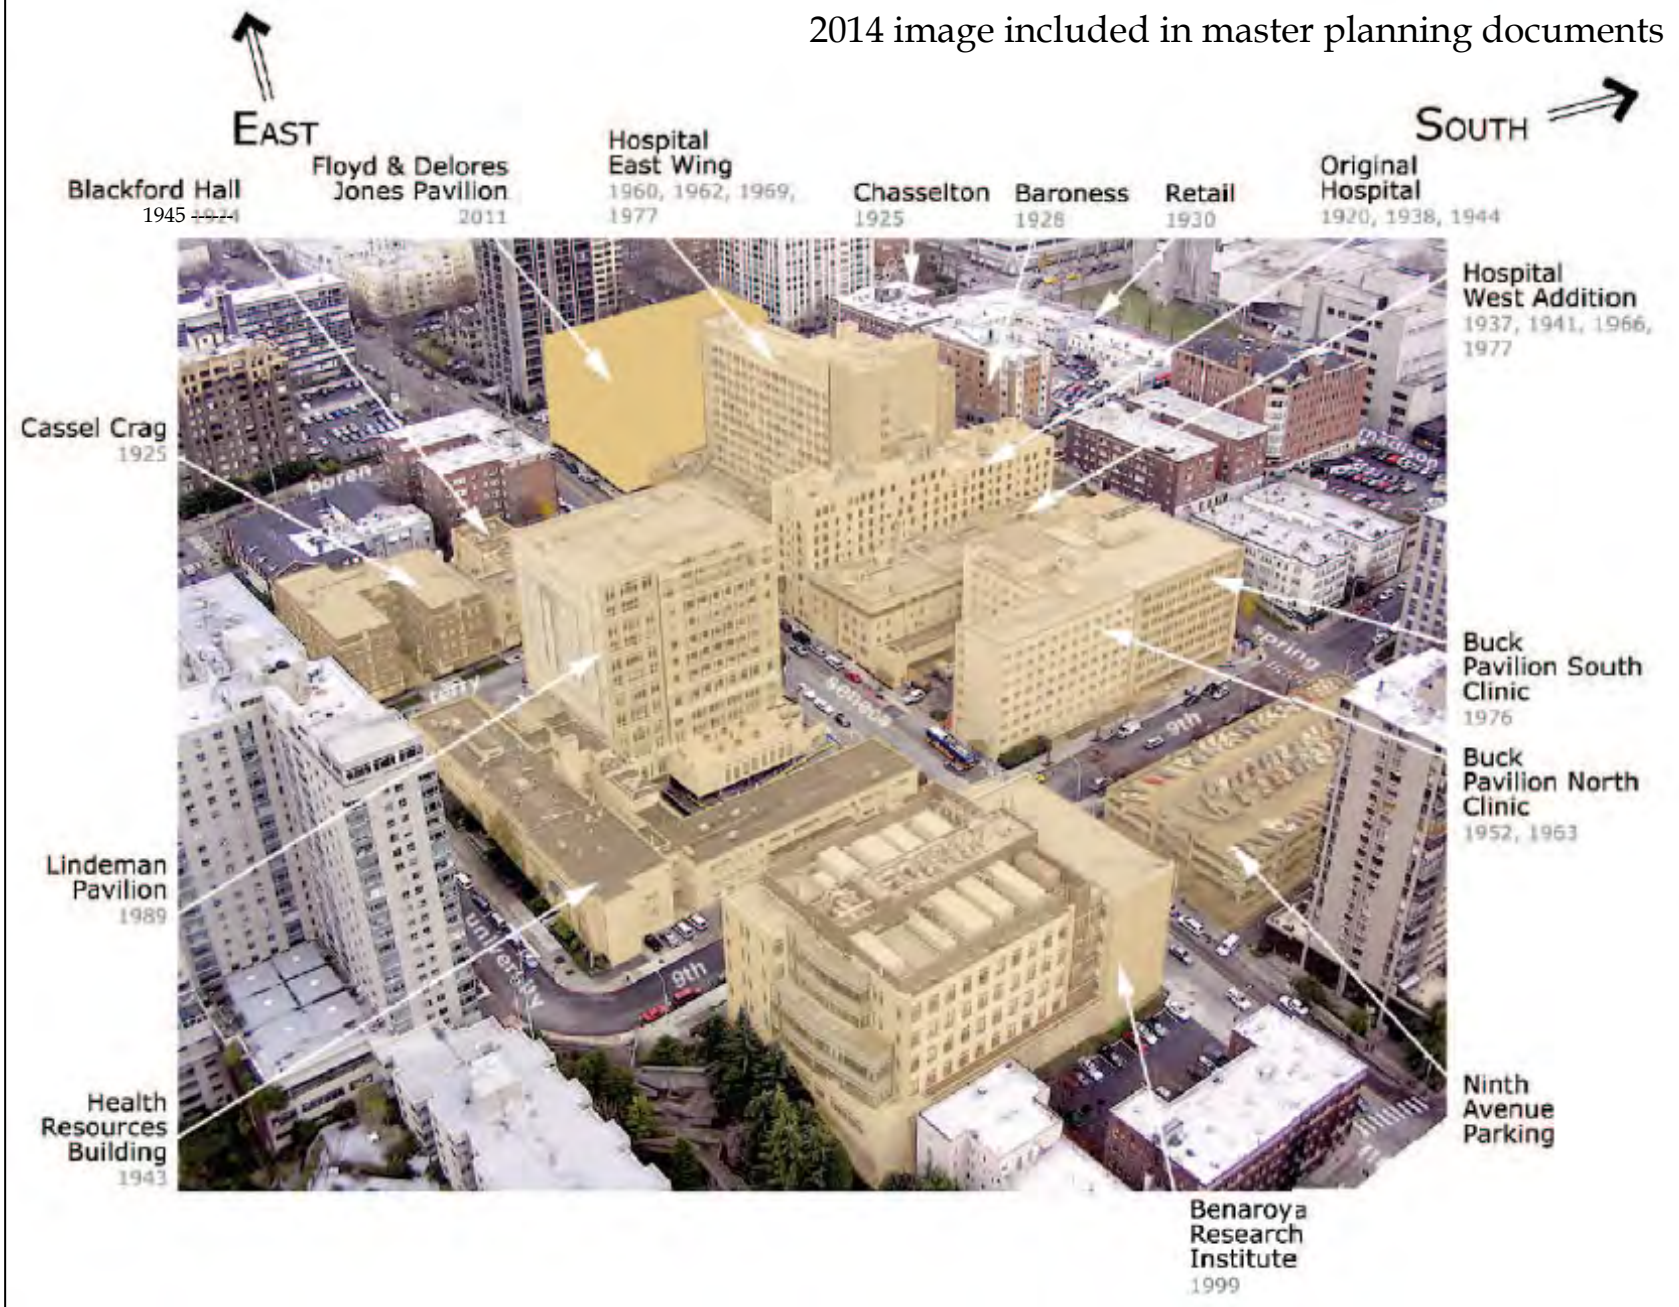 2014 image included in master planning documents
EAST
SOUTH
Blackford Hall
1945 1924
Floyd & Delores
Jones Pavilion
2011
Hospital
East Wing
1960, 1962, 1969,
1977
Chasselton
1925
Baroness
1928
Retail
1930
Original
Hospital
1920, 1938, 1944
Hospital
West Addition
1937, 1941, 1966,
1977
Cassel Crag
1925
boren
madison
terry
seneca
spring
9th
Buck
Pavilion South
Clinic
1976
Buck
Pavilion North
Clinic
1952, 1963
Lindeman
Pavilion
1989
university
9th
Health
Resources
Building
1943
Ninth
Avenue
Parking
Benaroya
Research
Institute
1999